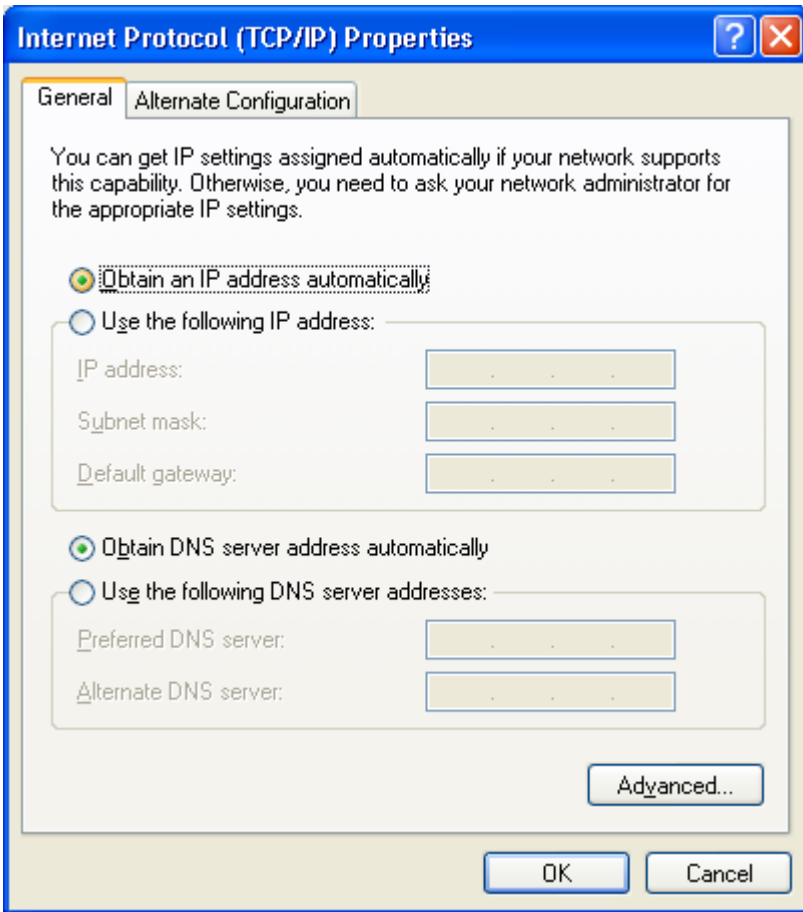 Internet Protocol (TCP/IP) Properties
General
Alternate Configuration
You can get IP settings assigned automatically if your network supports
this capability. Otherwise, you need to ask your network administrator for
the appropriate IP settings.
Obtain an IP address automatically
Use the following IP address:
IP address:
Subnet mask:
Default gateway:
Obtain DNS server address automatically
Use the following DNS server addresses:
Preferred DNS server:
Alternate DNS server:
Advanced...
OK
Cancel